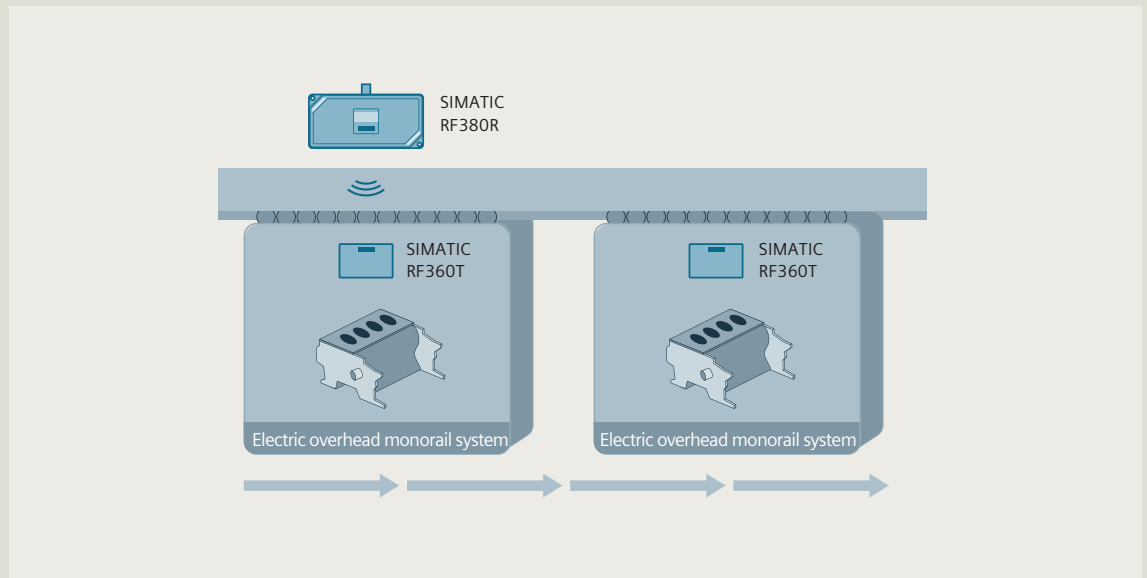 SIMATIC
RF380R
SIMATIC
RF360T
SIMATIC
RF360T
Electric overhead monorail system
Electric overhead monorail system